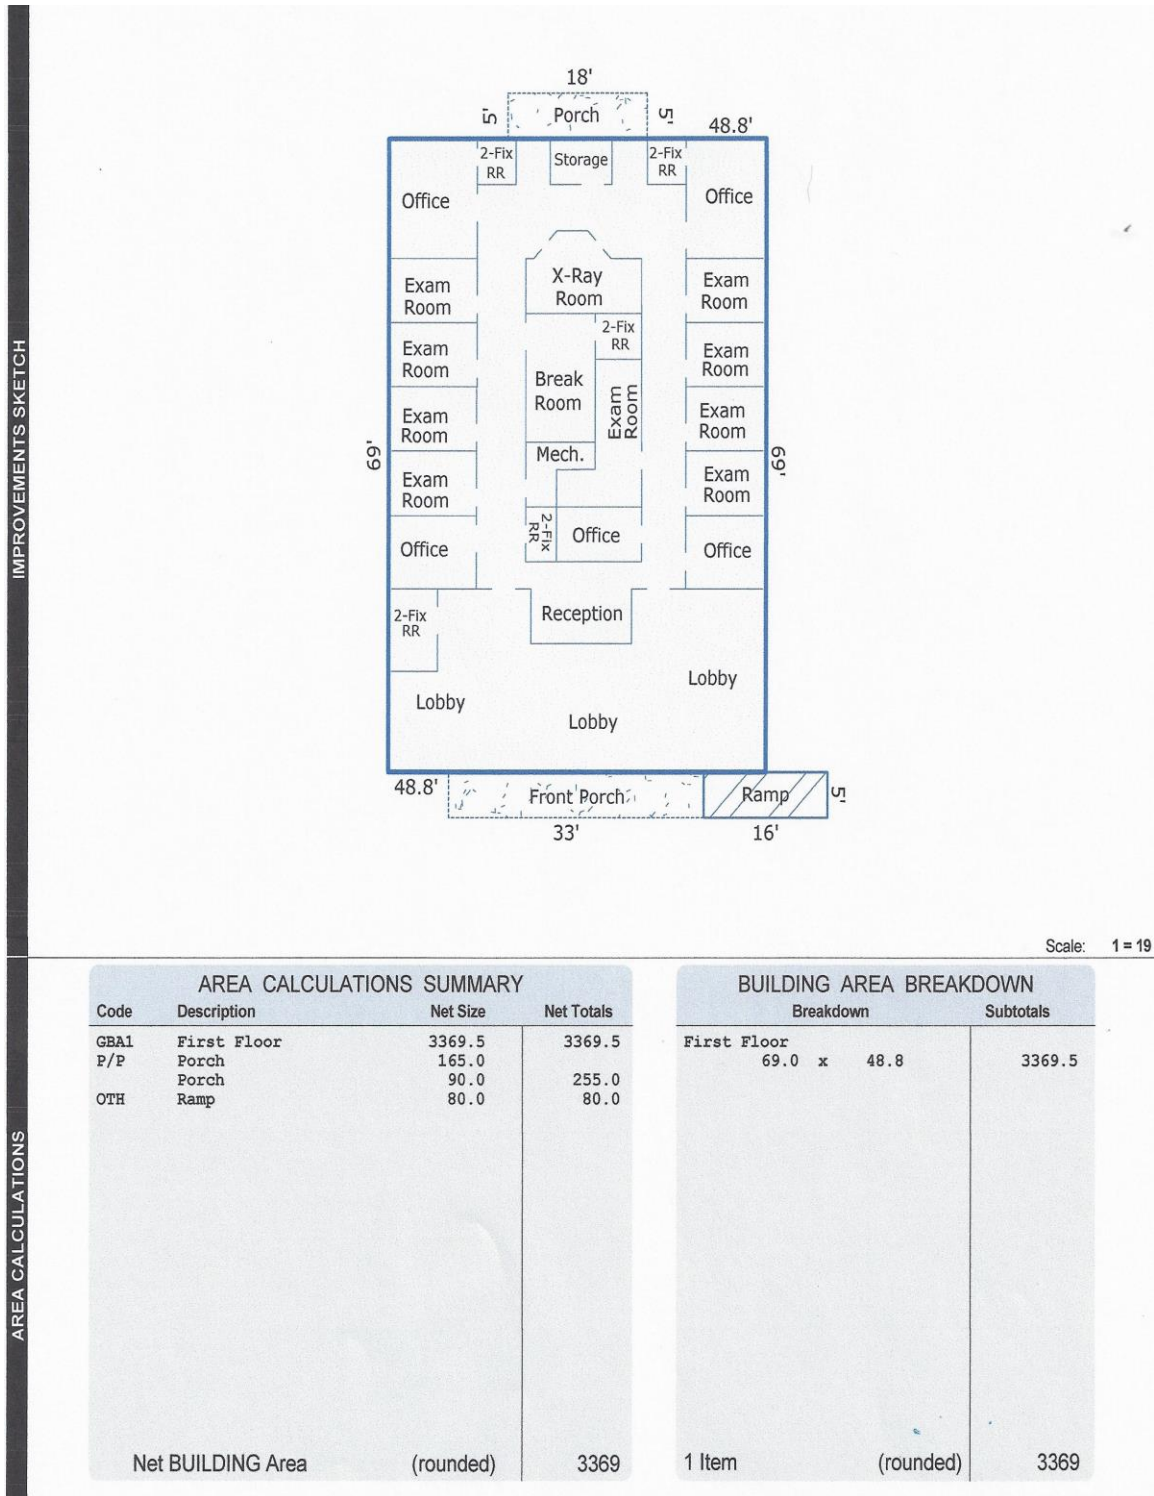 IMPROVEMENTS SKETCH
18'
5'
Porch
5'
48.8'
2-Fix
RR
Storage
2-Fix
RR
Office
Office
X-Ray
Room
Exam
Room
Exam
Room
2-Fix
RR
Exam
Room
Exam
Room
Break
Room
Exam
Room
Exam
Room
Exam
Room
69'
Mech.
69'
Exam
Room
Exam
Room
2-Fix
RR
Office
Office
Office
2-Fix
RR
Reception
Lobby
Lobby
Lobby
48.8'
Front Porch
Ramp
5'
33'
16'
Scale: 1 = 19
AREA CALCULATIONS
AREA CALCULATIONS SUMMARY
Code Description Net Size Net Totals
GBA1 First Floor 3369.5 3369.5
P/P Porch 165.0
Porch 90.0 255.0
OTH Ramp 80.0 80.0
Net BUILDING Area (rounded) 3369
BUILDING AREA BREAKDOWN
Breakdown Subtotals
First Floor
69.0 x 48.8 3369.5
1 Item (rounded) 3369